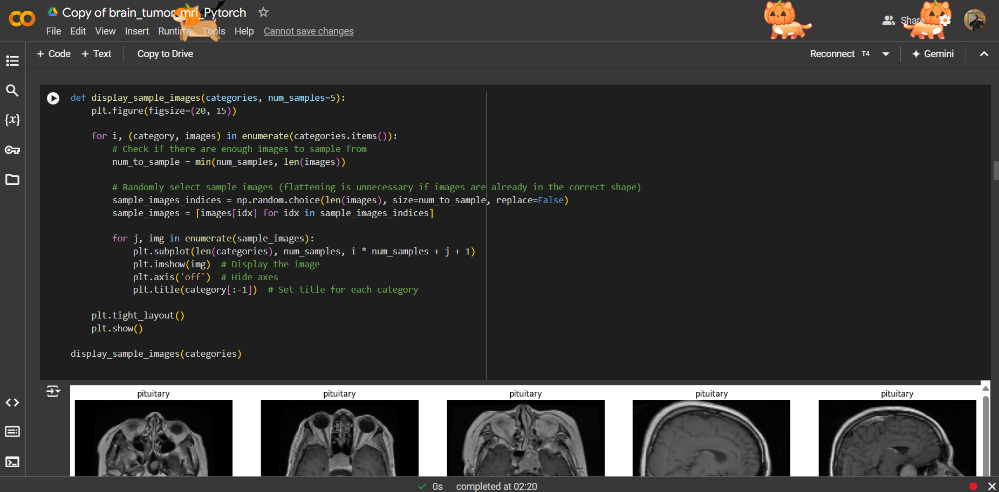 Copy of brain_tumor_mri_Pytorch
File Edit View Insert Runtime Tools Help Cannot save changes
Share
+ Code + Text Copy to Drive
Reconnect T4 Gemini
{x}
def display_sample_images(categories, num_samples=5):
    plt.figure(figsize=(20, 15))
    for i, (category, images) in enumerate(categories.items()):
        # Check if there are enough images to sample from
        num_to_sample = min(num_samples, len(images))
        # Randomly select sample images (flattening is unnecessary if images are already in the correct shape)
        sample_images_indices = np.random.choice(len(images), size=num_to_sample, replace=False)
        sample_images = [images[idx] for idx in sample_images_indices]
        for j, img in enumerate(sample_images):
            plt.subplot(len(categories), num_samples, i * num_samples + j + 1)
            plt.imshow(img)  # Display the image
            plt.axis('off')  # Hide axes
            plt.title(category[:-1])  # Set title for each category
    plt.tight_layout()
    plt.show()
display_sample_images(categories)
pituitary pituitary pituitary pituitary pituitary
0s completed at 02:20